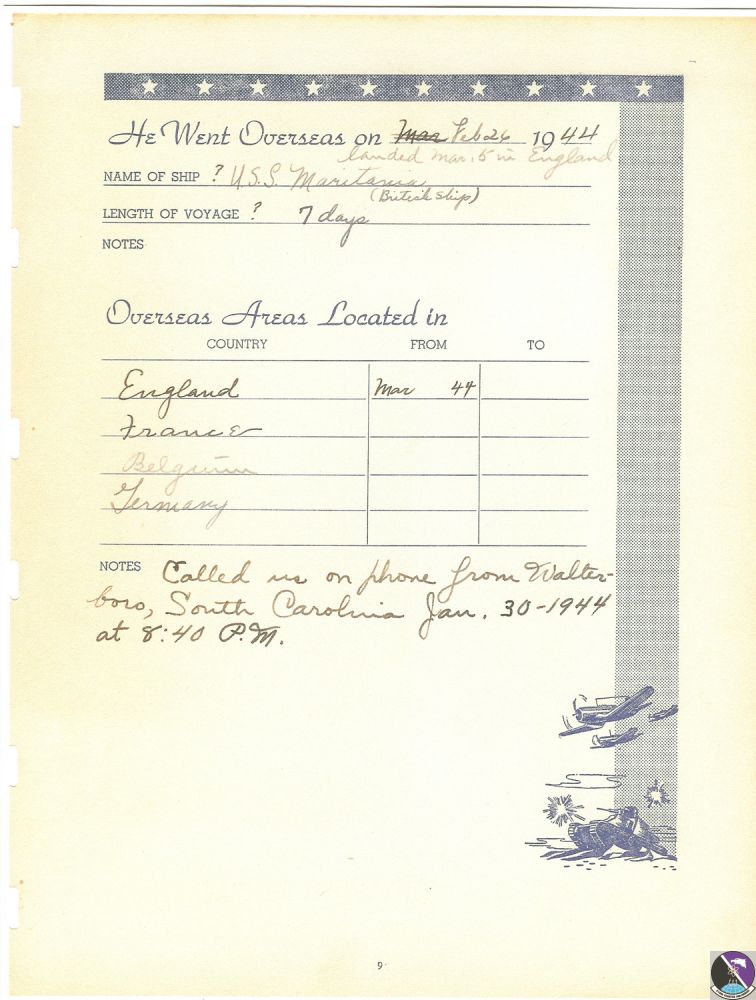 He Went Overseas on Mar Feb 26 1944
landed Mar. 5 in England
NAME OF SHIP ? U.S.S. Maritania
(British ship)
LENGTH OF VOYAGE ? 7 days
NOTES
Overseas Areas Located in
COUNTRY FROM TO
England Mar 44
France
Belguim
Germany
NOTES Called us on phone from Walter-
boro, South Carolina Jan. 30-1944
at 8:40 P.M.
9